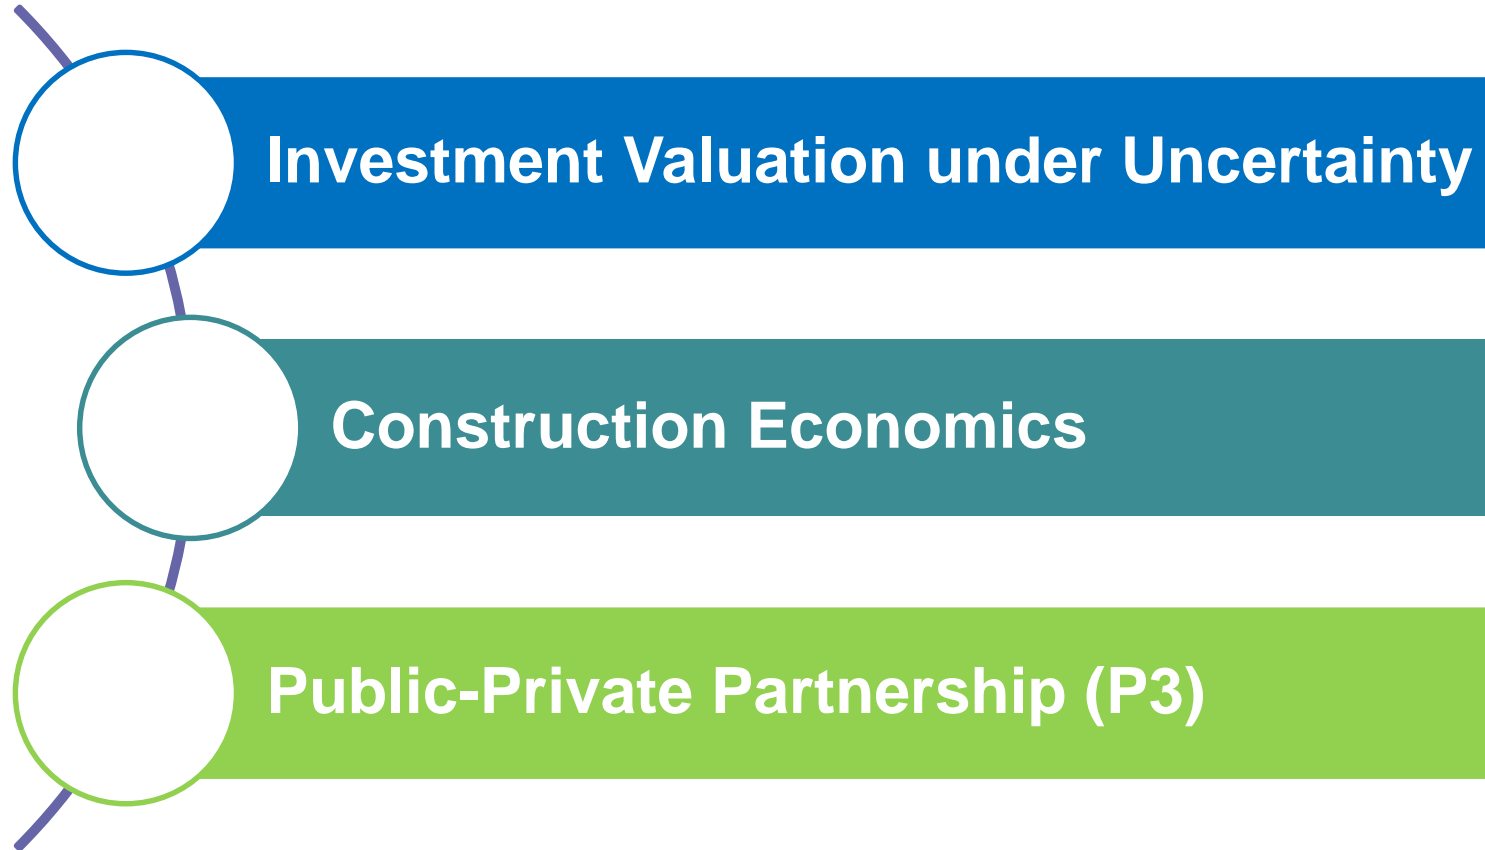 Investment Valuation under Uncertainty
Construction Economics
Public-Private Partnership (P3)